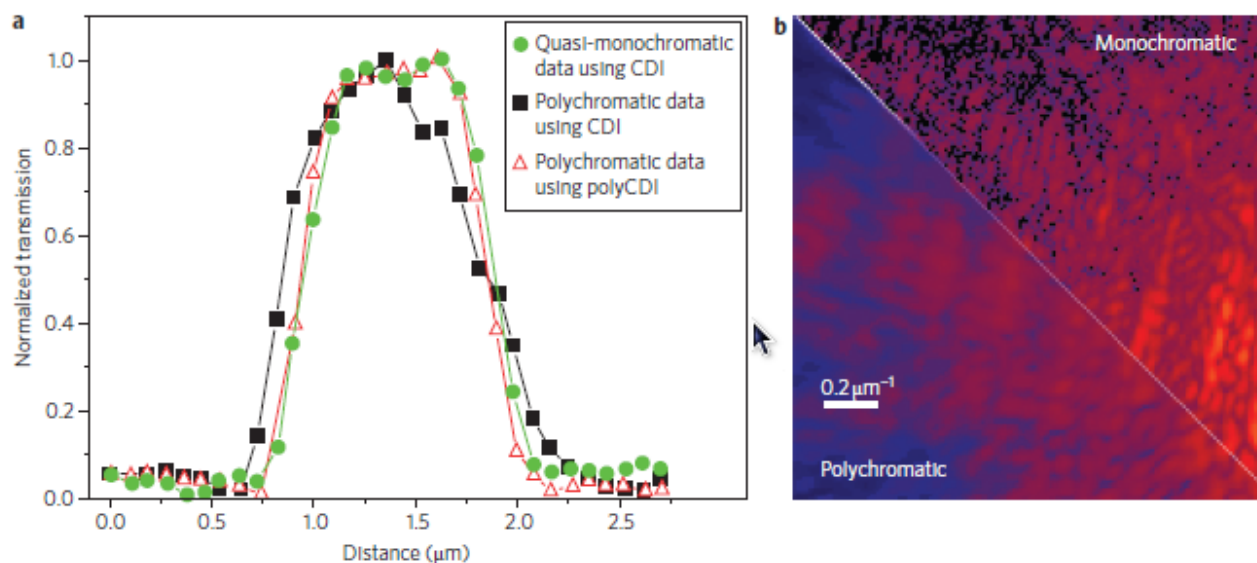 a
Normalized transmission
1.0
0.8
0.6
0.4
0.2
0.0
0.0 0.5 1.0 1.5 2.0 2.5
Distance (μm)
Quasi-monochromatic
data using CDI
Polychromatic data
using CDI
Polychromatic data
using polyCDI
b
Monochromatic
0.2 μm⁻¹
Polychromatic